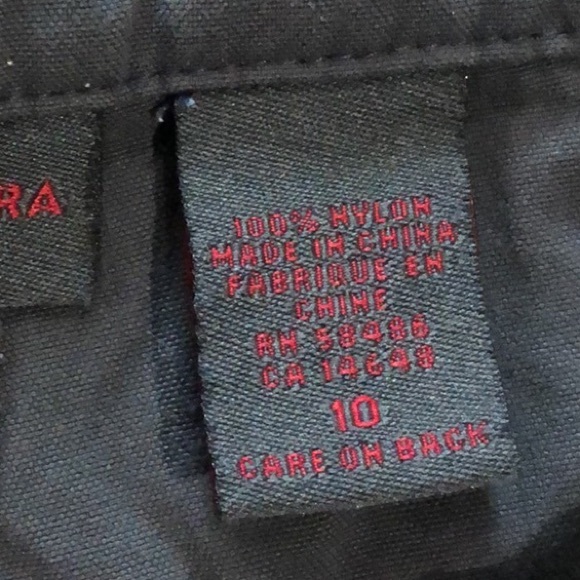 RA
100% NYLON
MADE IN CHINA
FABRIQUE EN
CHINE
RN 58486
CA 14648
10
CARE ON BACK